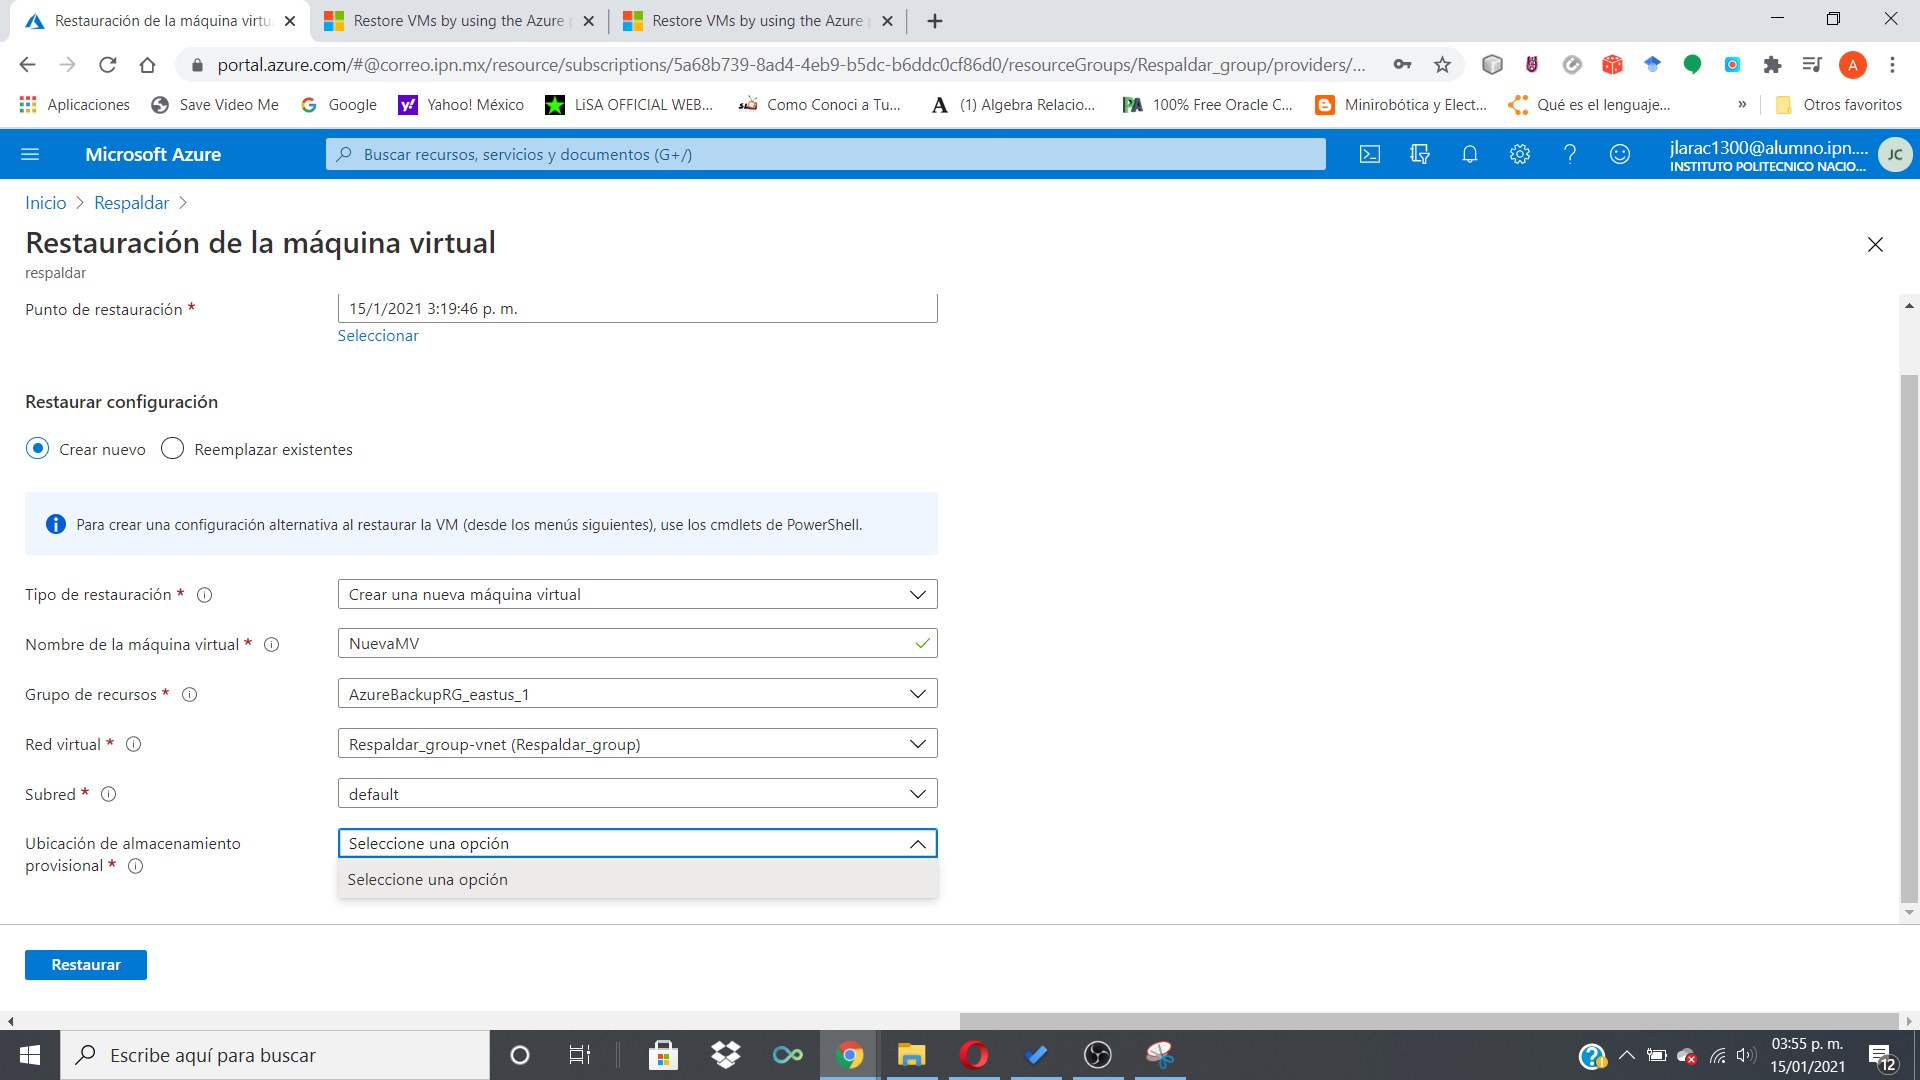 Restauración de la máquina virtu
Restore VMs by using the Azure p
Restore VMs by using the Azure p
portal.azure.com/#@correo.ipn.mx/resource/subscriptions/5a68b739-8ad4-4eb9-b5dc-b6ddc0cf86d0/resourceGroups/Respaldar_group/providers/...
A
Aplicaciones
Save Video Me
Google
Yahoo! México
LiSA OFFICIAL WEB...
Como Conoci a Tu...
(1) Algebra Relacio...
100% Free Oracle C...
Minirobótica y Elect...
Qué es el lenguaje...
»
Otros favoritos
Microsoft Azure
Buscar recursos, servicios y documentos (G+/)
jlarac1300@alumno.ipn....
INSTITUTO POLITECNICO NACIO...
JC
Inicio > Respaldar >
Restauración de la máquina virtual
respaldar
Punto de restauración *
15/1/2021 3:19:46 p. m.
Seleccionar
Restaurar configuración
Crear nuevo
Reemplazar existentes
Para crear una configuración alternativa al restaurar la VM (desde los menús siguientes), use los cmdlets de PowerShell.
Tipo de restauración *
Crear una nueva máquina virtual
Nombre de la máquina virtual *
NuevaMV
Grupo de recursos *
AzureBackupRG_eastus_1
Red virtual *
Respaldar_group-vnet (Respaldar_group)
Subred *
default
Ubicación de almacenamiento
provisional *
Seleccione una opción
Seleccione una opción
Restaurar
Escribe aquí para buscar
03:55 p. m.
15/01/2021
12